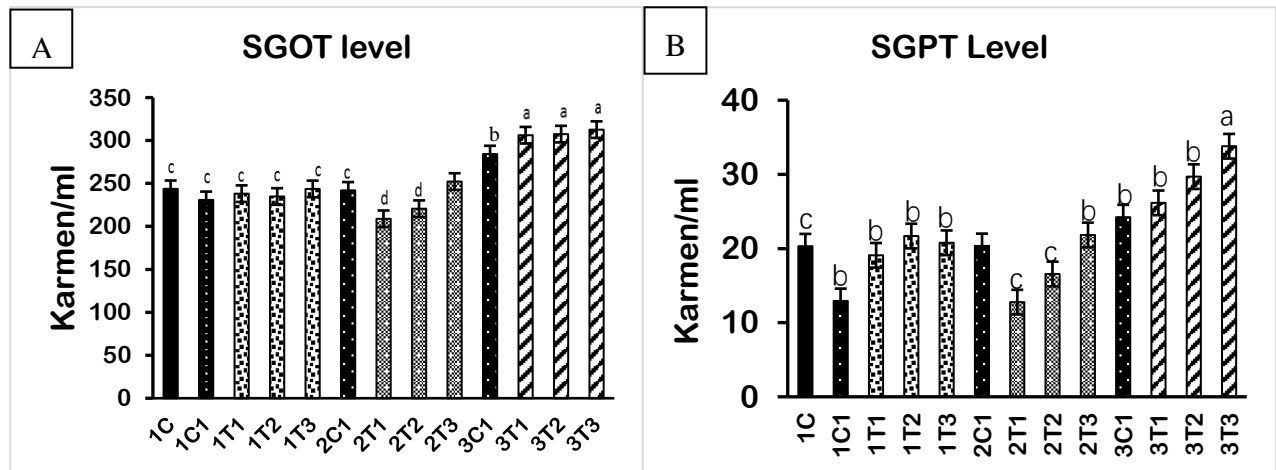 A
SGOT level
Karmen/ml
350
300
250
200
150
100
50
0
c c c c c c d d b a a a
1C 1C1 1T1 1T2 1T3 2C1 2T1 2T2 2T3 3C1 3T1 3T2 3T3
B
SGPT Level
Karmen/ml
40
30
20
10
0
c b b b b c c b b b b a
1C 1C1 1T1 1T2 1T3 2C1 2T1 2T2 2T3 3C1 3T1 3T2 3T3